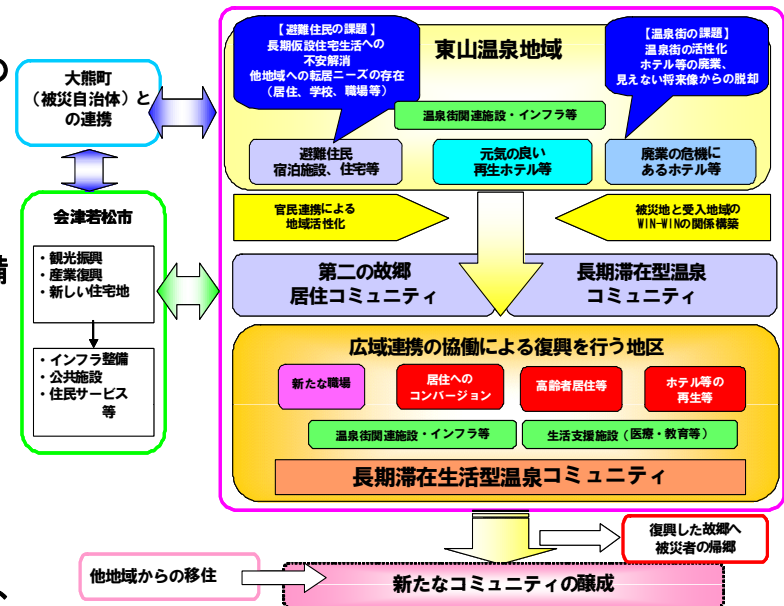 の
備
、
大熊町
（被災自治体）と
の連携
会津若松市
・観光振興
・産業復興
・新しい住宅地
・インフラ整備
・公共施設
・住民サービス
等
【避難住民の課題】
長期仮設住宅生活への
不安解消
他地域への転居ニーズの存在
（居住、学校、職場等）
東山温泉地域
【温泉街の課題】
温泉街の活性化
ホテル等の廃業、
見えない将来像からの脱却
温泉街関連施設・インフラ等
避難住民
宿泊施設、住宅等
元気の良い
再生ホテル等
廃業の危機に
あるホテル等
官民連携による
地域活性化
被災地と受入地域の
WIN-WINの関係構築
第二の故郷
居住コミュニティ
長期滞在型温泉
コミュニティ
広域連携の協働による復興を行う地区
新たな職場
居住への
コンバージョン
高齢者居住等
ホテル等の
再生等
温泉街関連施設・インフラ等
生活支援施設（医療・教育等）
長期滞在生活型温泉コミュニティ
復興した故郷へ
被災者の帰郷
他地域からの移住
新たなコミュニティの醸成